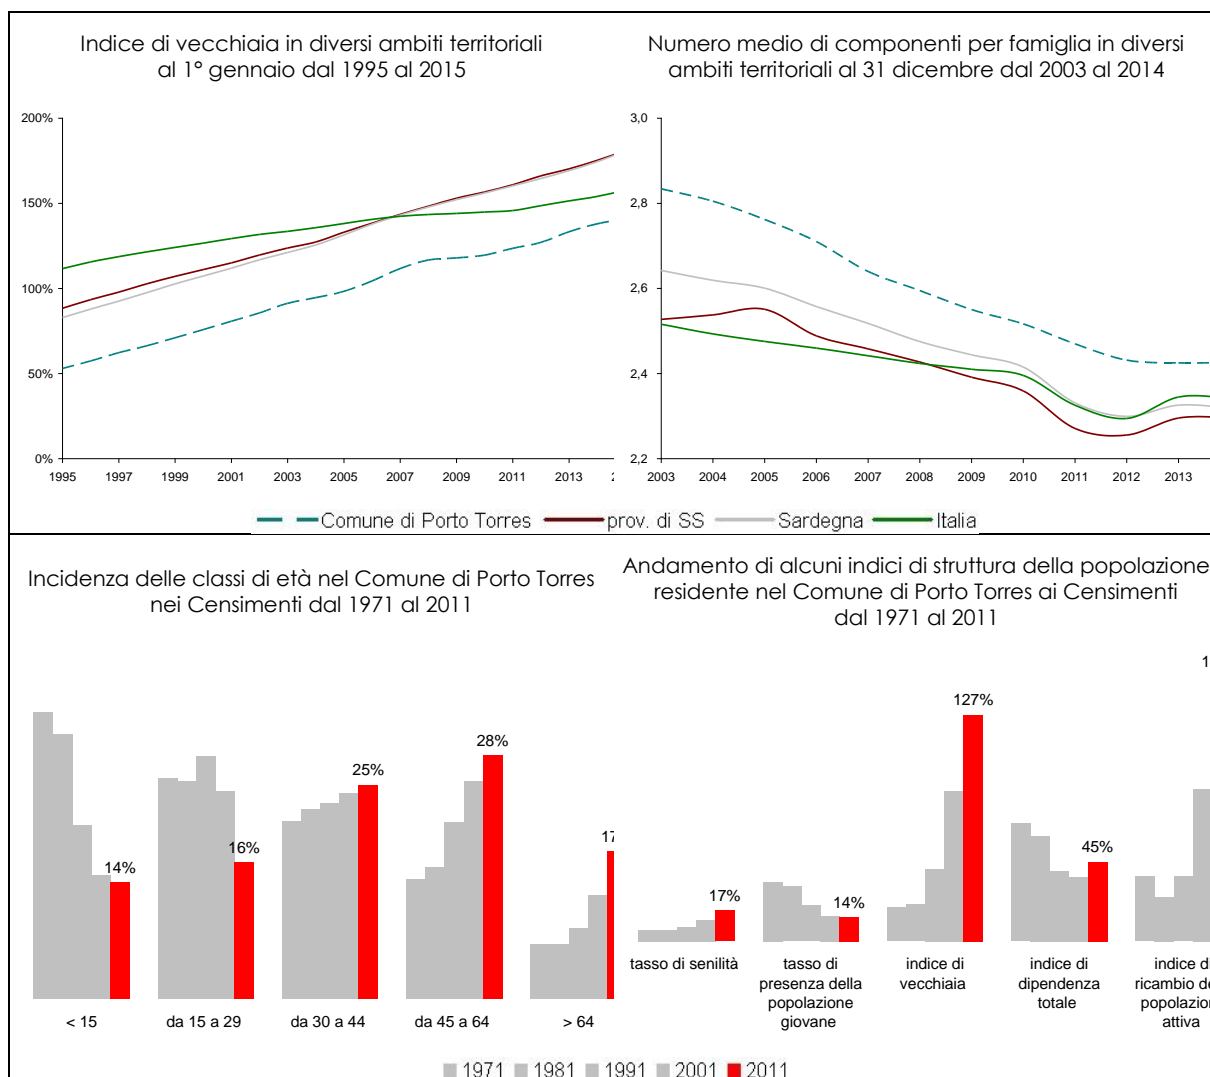 Indice di vecchiaia in diversi ambiti territoriali
al 1° gennaio dal 1995 al 2015
200%
150%
100%
50%
0%
1995 1997 1999 2001 2003 2005 2007 2009 2011 2013
Numero medio di componenti per famiglia in diversi
ambiti territoriali al 31 dicembre dal 2003 al 2014
3,0
2,8
2,6
2,4
2,2
2003 2004 2005 2006 2007 2008 2009 2010 2011 2012 2013
Comune di Porto Torres prov. di SS Sardegna Italia
Incidenza delle classi di età nel Comune di Porto Torres
nei Censimenti dal 1971 al 2011
14% 16% 25% 28% 17
< 15 da 15 a 29 da 30 a 44 da 45 a 64 > 64
Andamento di alcuni indici di struttura della popolazione
residente nel Comune di Porto Torres ai Censimenti
dal 1971 al 2011
17% 14% 127% 45% 1
tasso di senilità
tasso di
presenza della
popolazione
giovane
indice di
vecchiaia
indice di
dipendenza
totale
indice di
ricambio de
popolazion
attiva
1971 1981 1991 2001 2011